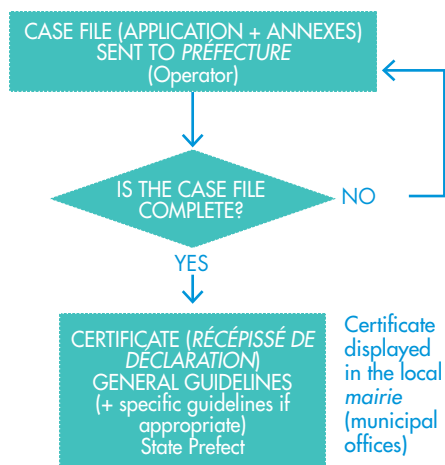 CASE FILE (APPLICATION + ANNEXES)
SENT TO PRÉFECTURE
(Operator)
IS THE CASE FILE
COMPLETE?
NO
YES
CERTIFICATE (RÉCÉPISSÉ DE
DÉCLARATION)
GENERAL GUIDELINES
(+ specific guidelines if
appropriate)
State Prefect
Certificate
displayed
in the local
mairie
(municipal
offices)